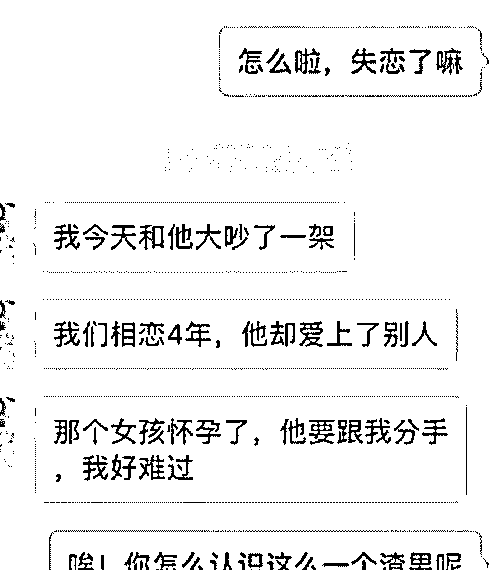 怎么啦，失恋了嘛
我今天和他大吵了一架
我们相恋4年，他却爱上了别人
那个女孩怀孕了，他要跟我分手
，我好难过
唉！你怎么认识这么一个渣男呢